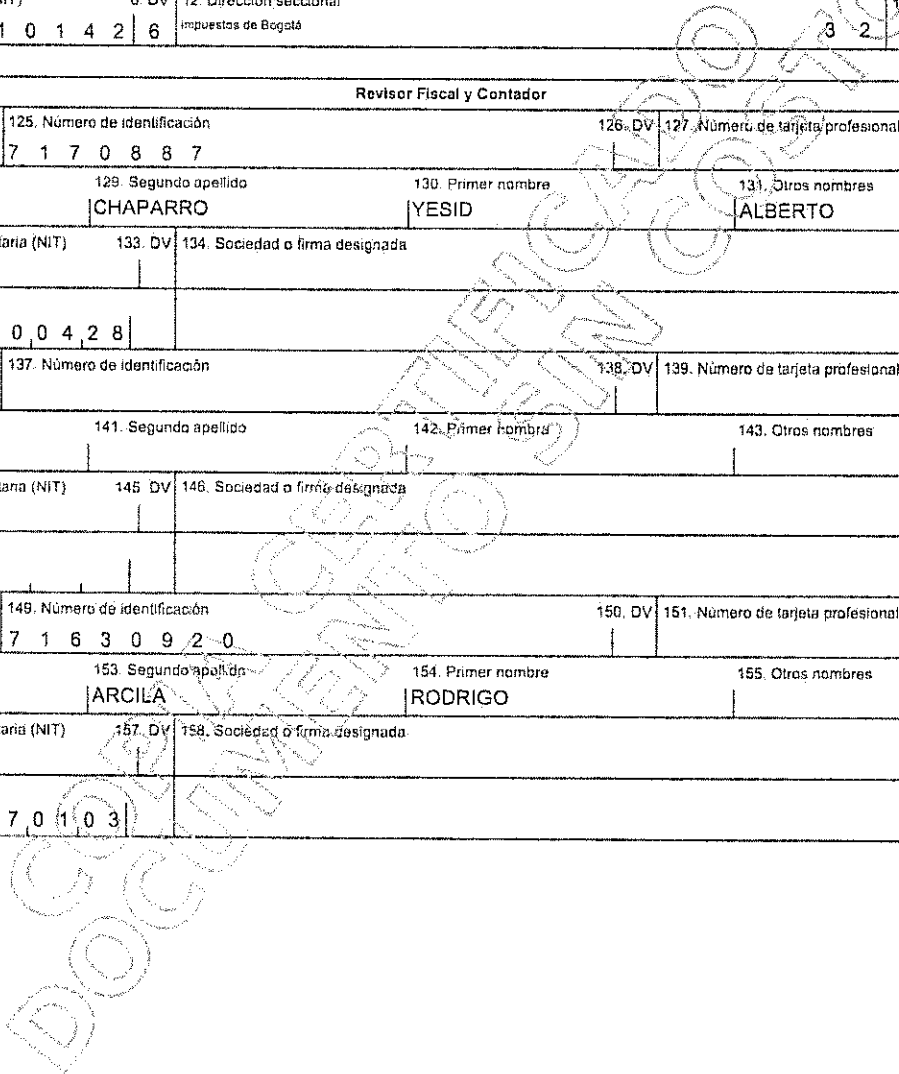 6. DV 12. Dirección seccional
1 0 1 4 2 6 Impuestos de Bogotá 3 2
Revisor Fiscal y Contador
125. Número de identificación 126. DV 127. Número de tarjeta profesional
7 1 7 0 8 8 7
129. Segundo apellido 130. Primer nombre 131. Otros nombres
CHAPARRO YESID ALBERTO
(NIT) 133. DV 134. Sociedad o firma designada
0 0 4 2 8
137. Número de identificación 138. DV 139. Número de tarjeta profesional
141. Segundo apellido 142. Primer nombre 143. Otros nombres
(NIT) 145 DV 146. Sociedad o firma designada
149. Número de identificación 150. DV 151. Número de tarjeta profesional
7 1 6 3 0 9 2 0
153. Segundo apellido 154. Primer nombre 155. Otros nombres
ARCILA RODRIGO
(NIT) 157. DV 158. Sociedad o firma designada
7 0 1 0 3
COPIA CERTIFICADO
DOCUMENTO SIN COSTO